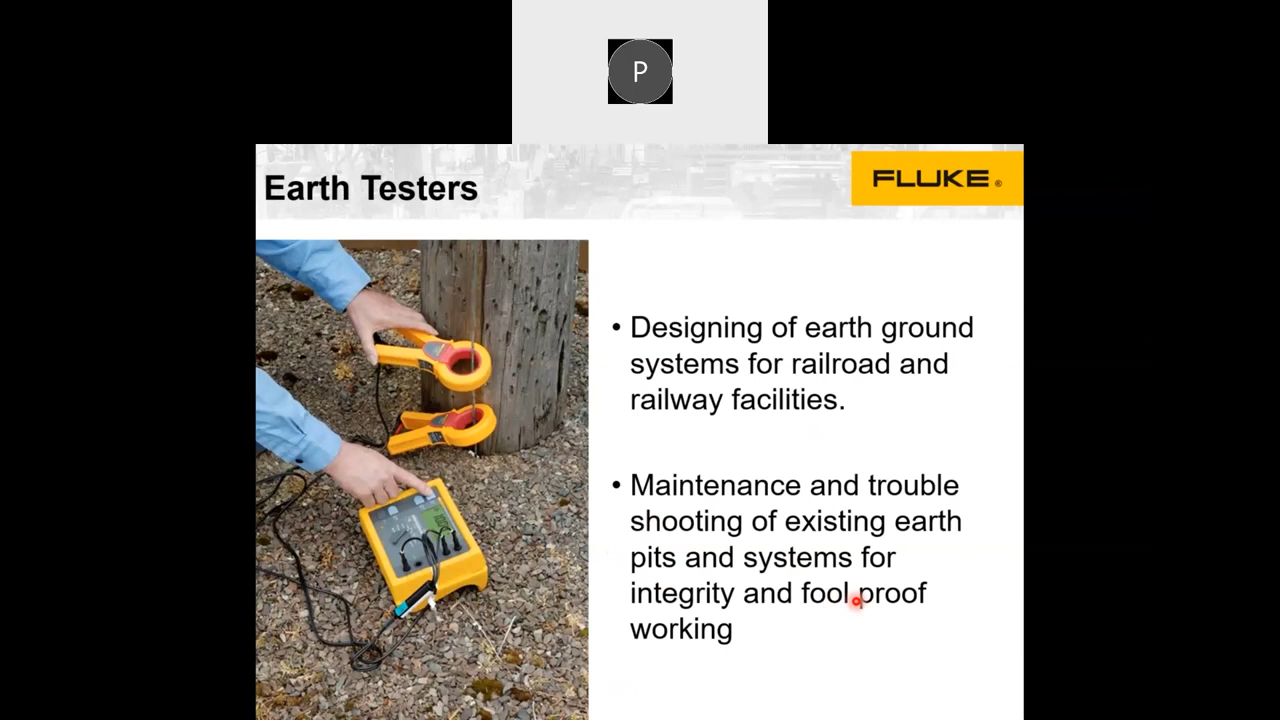 P
Earth Testers
FLUKE®
• Designing of earth ground
systems for railroad and
railway facilities.
• Maintenance and trouble
shooting of existing earth
pits and systems for
integrity and fool proof
working